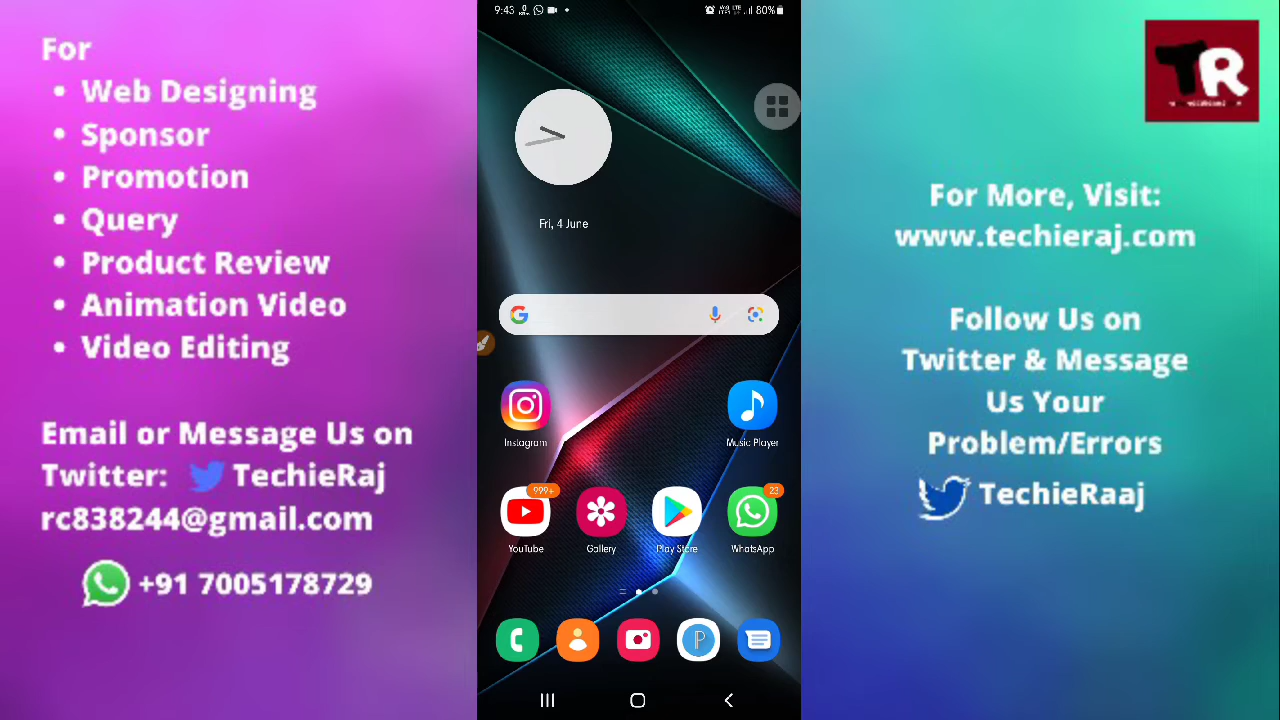 For
• Web Designing
• Sponsor
• Promotion
• Query
• Product Review
• Animation Video
• Video Editing
Email or Message Us on
Twitter: TechieRaj
rc838244@gmail.com
+91 7005178729
9:43
80%
Fri, 4 June
Instagram
Music Player
999+
23
YouTube
Gallery
Play Store
WhatsApp
TR
For More, Visit:
www.techieraj.com
Follow Us on
Twitter & Message
Us Your
Problem/Errors
TechieRaaj